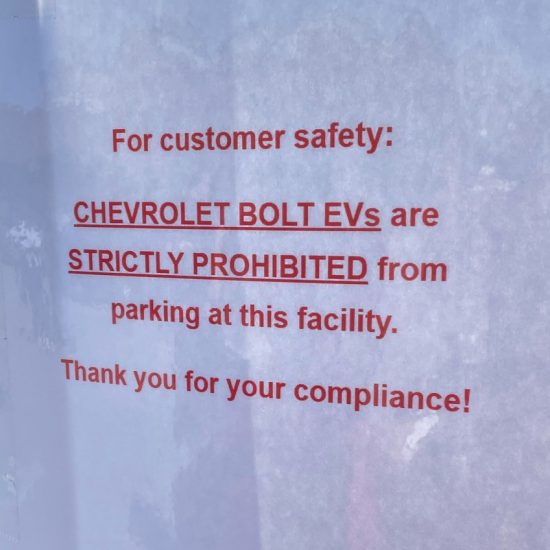 For customer safety:
CHEVROLET BOLT EVs are
STRICTLY PROHIBITED from
parking at this facility.
Thank you for your compliance!